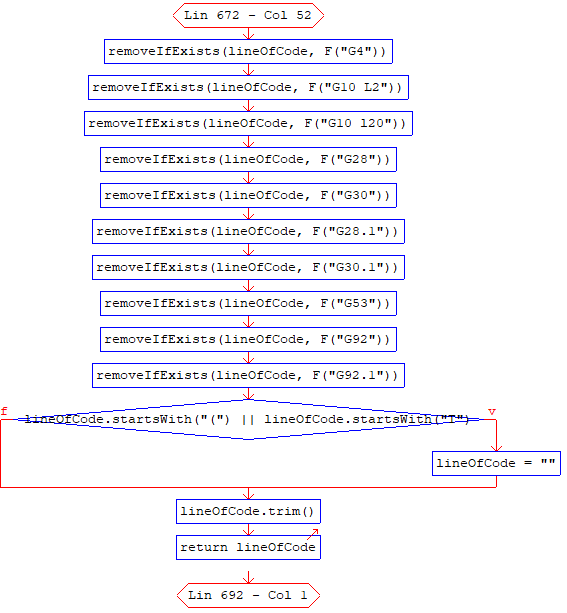 Lin 672 - Col 52
removeIfExists(lineOfCode, F("G4"))
removeIfExists(lineOfCode, F("G10 L2"))
removeIfExists(lineOfCode, F("G10 l20"))
removeIfExists(lineOfCode, F("G28"))
removeIfExists(lineOfCode, F("G30"))
removeIfExists(lineOfCode, F("G28.1"))
removeIfExists(lineOfCode, F("G30.1"))
removeIfExists(lineOfCode, F("G53"))
removeIfExists(lineOfCode, F("G92"))
removeIfExists(lineOfCode, F("G92.1"))
f
lineOfCode.startsWith("(") || lineOfCode.startsWith("T")
v
lineOfCode = ""
lineOfCode.trim()
return lineOfCode
Lin 692 - Col 1